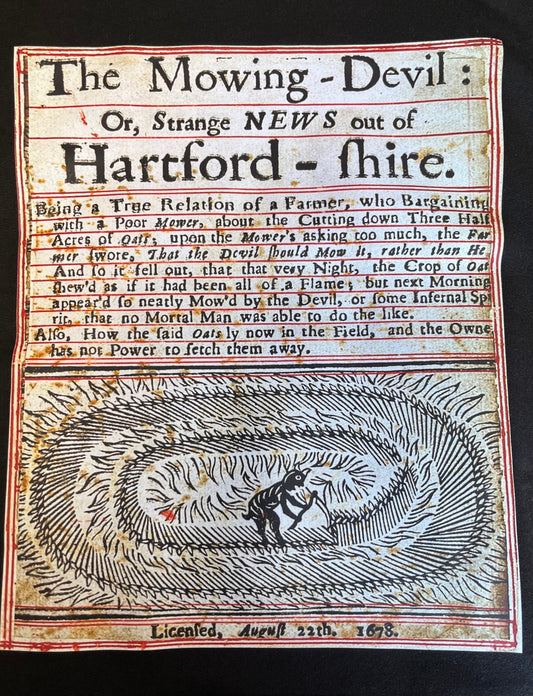 The Mowing-Devil:
Or, Strange NEWS out of
Hartford-ſhire.
Being a True Relation of a Farmer, who Bargaining
with a Poor Mower, about the Cutting down Three Half
Acres of Oats; upon the Mower's asking too much, the Far
mer ſwore, That the Devil ſhould Mow it, rather than He
And ſo it fell out, that that very Night, the Crop of Oat
ſhew'd as if it had been all of a Flame; but next Morning
appear'd ſo neatly Mow'd by the Devil, or ſome Infernal Sp
rit, that no Mortal Man was able to do the like.
Alſo, How the ſaid Oats ly now in the Field, and the Owne
has not Power to fetch them away.
Licenſed, Auguſt 22th. 1678.